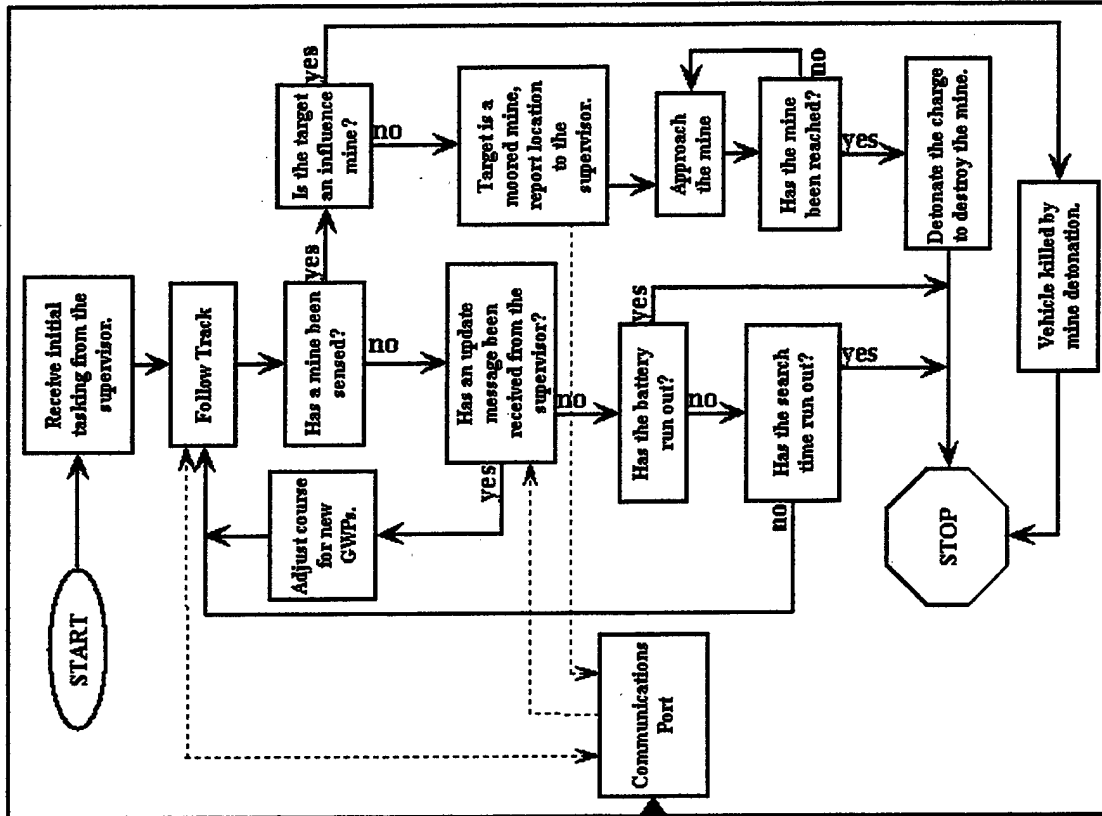 START
Receive initial
tasking from the
supervisor.
Follow Track
Has a mine been
sensed?
yes
no
Is the target
an influence
mine?
yes
no
Adjust course
for new
GWPs.
Has an update
message been
received from the
supervisor?
yes
no
Target is a
moored mine,
report location
to the
supervisor.
Has the battery
run out?
yes
no
Approach
the mine
Has the search
time run out?
no
yes
Has the mine
been reached?
no
yes
Communications
Port
STOP
Detonate the charge
to destroy the mine.
Vehicle killed by
mine detonation.